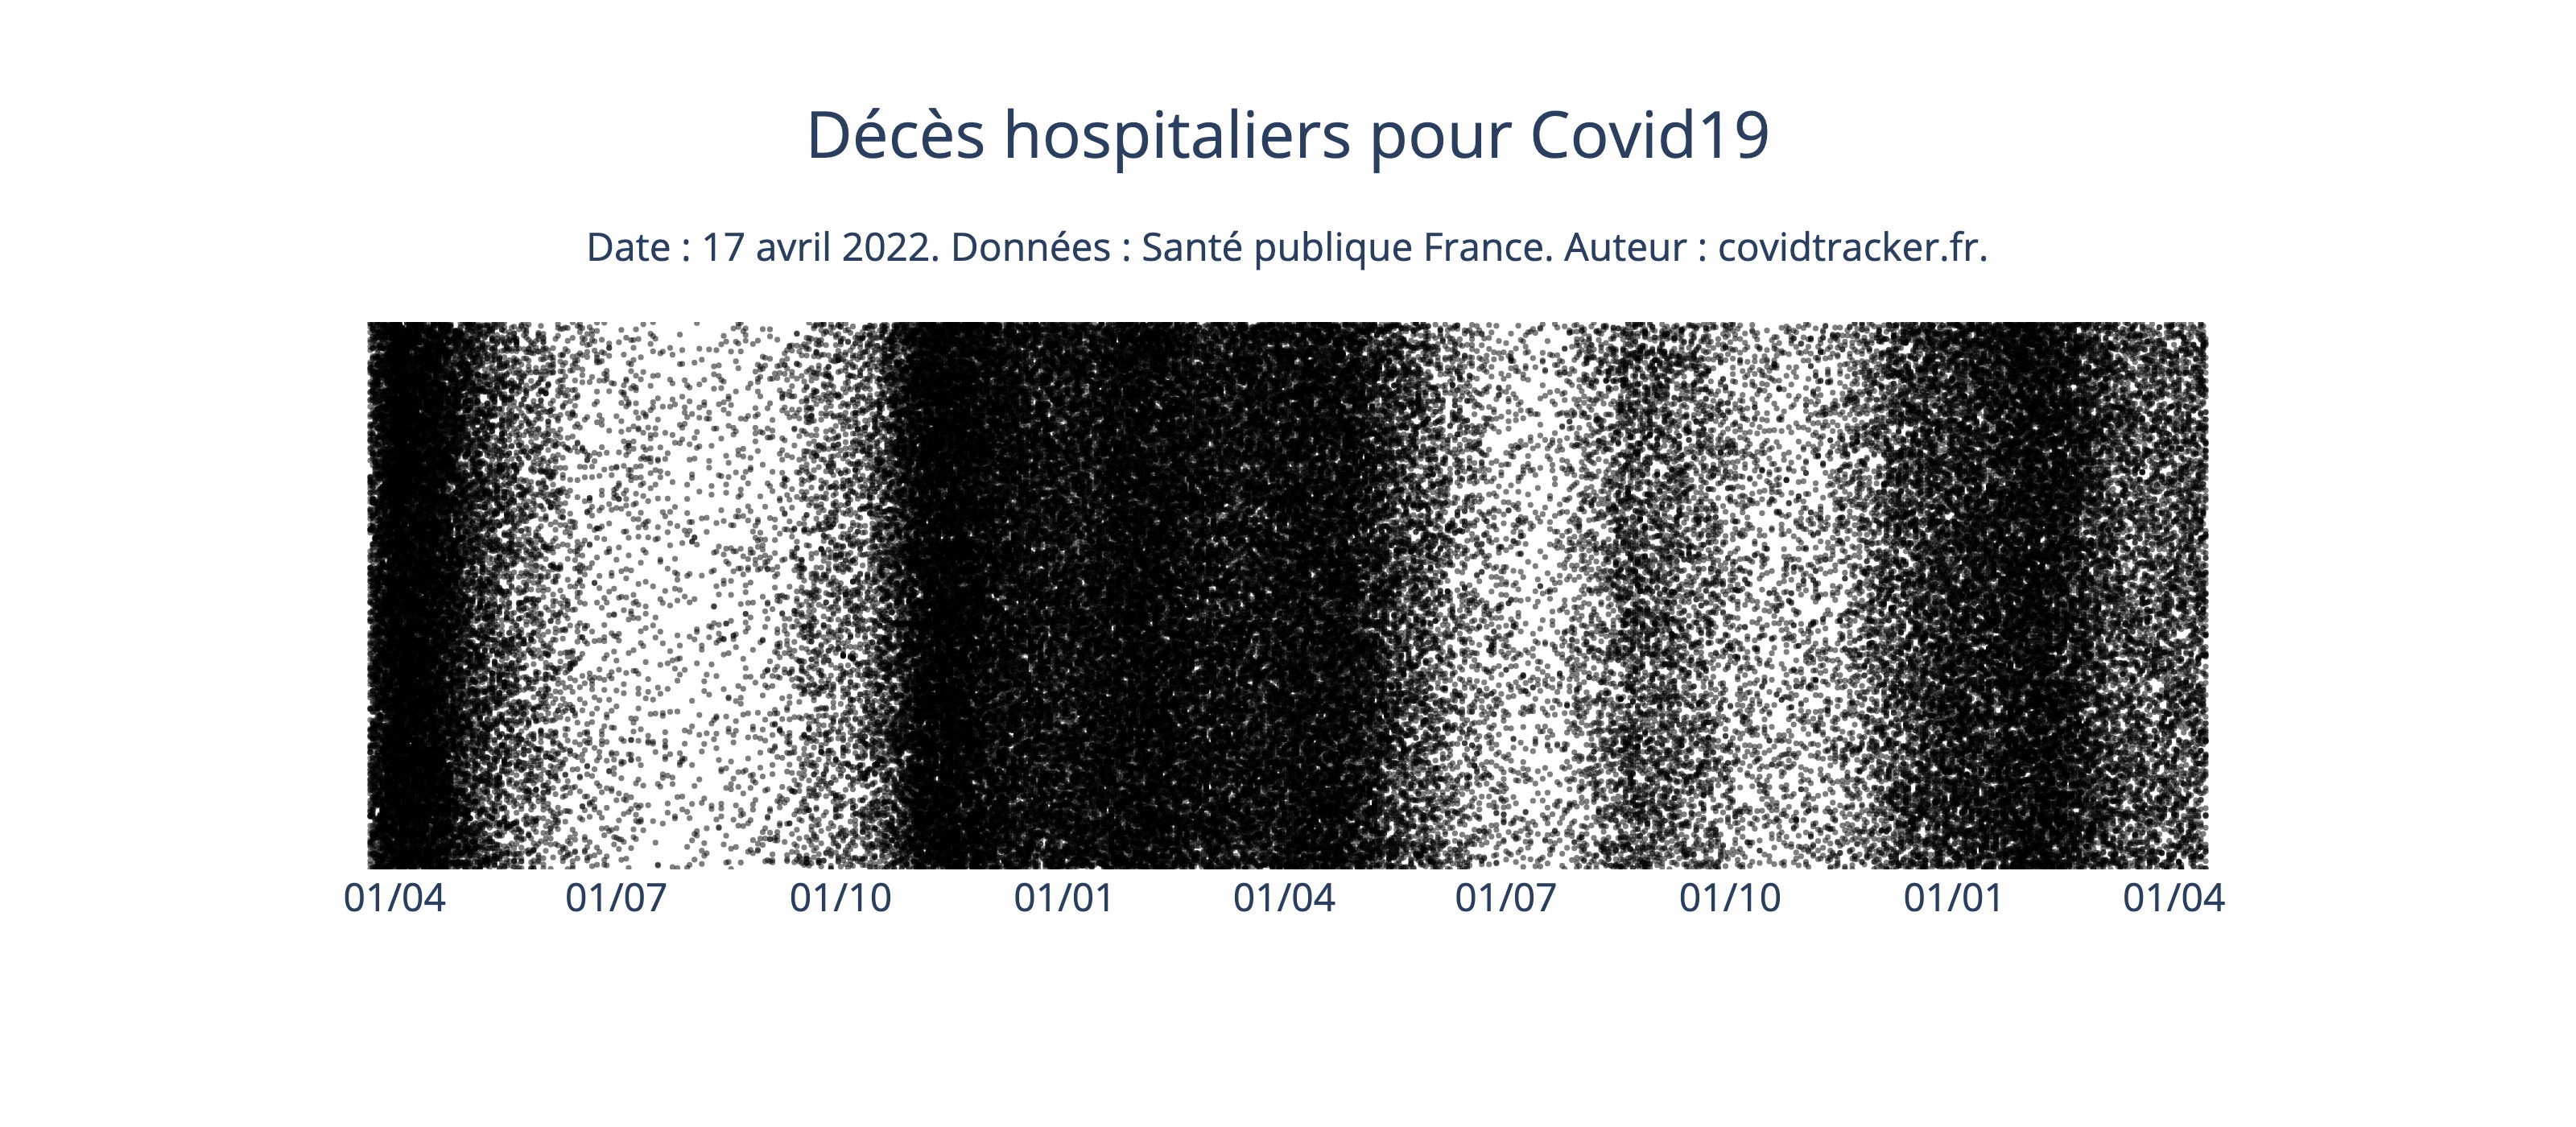 Décès hospitaliers pour Covid19
Date : 17 avril 2022. Données : Santé publique France. Auteur : covidtracker.fr.
01/04 01/07 01/10 01/01 01/04 01/07 01/10 01/01 01/04